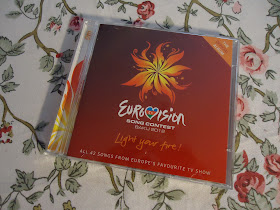 EUROVISION
SONG CONTEST
BAKU 2012
Light your fire!
ALL 42 SONGS FROM EUROPE'S FAVOURITE TV SHOW